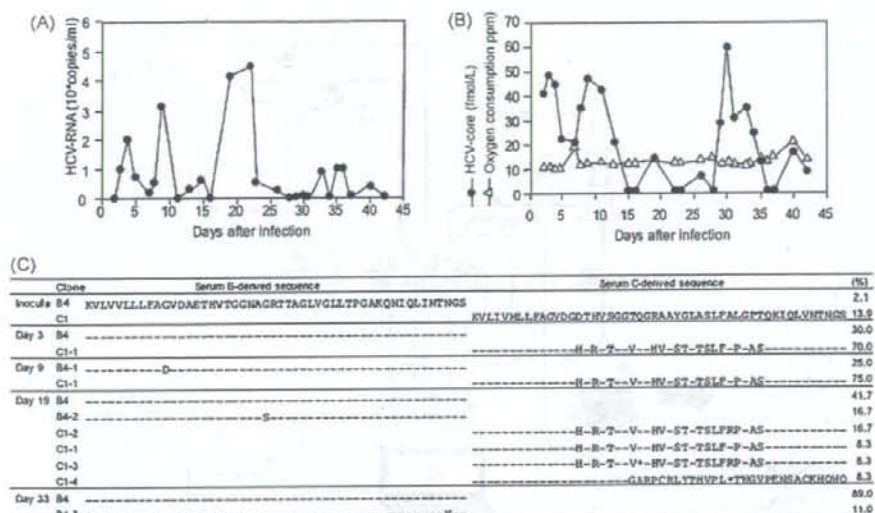 (A)
HCV-RNA (10⁴copies/ml)
6
5
4
3
2
1
0
0 5 10 15 20 25 30 35 40 45
Days after infection
(B)
HCV-core (fmol/L)
Oxygen consumption ppm
70
60
50
40
30
20
10
0
0 5 10 15 20 25 30 35 40 45
Days after infection
(C)
Clone Serum B-derived sequence Serum C-derived sequence (%)
Inocula B4 KVLVVLLLFAGVDAETHVTGGNAGRTTAGLVGLLTPGAKQNIQLINTNGS 2.1
C1 KVLIVMLLFAGVDGDTHVSGGTQGRAAYGLASLFALGPTQKIQLVNTNGS 13.9
Day 3 B4 30.0
C1-1 H-R-T--V--HV-ST-TSLF-P-AS 70.0
Day 9 B4-1 D 25.0
C1-1 H-R-T--V--HV-ST-TSLF-P-AS 75.0
Day 19 B4 41.7
B4-2 S 16.7
C1-2 H-R-T--V--HV-ST-TSLFRP-AS 16.7
C1-1 H-R-T--V--HV-ST-TSLF-P-AS 8.3
C1-3 H-R-T--V*-HV-ST-TSLFRP-AS 8.3
C1-4 8.3
Day 33 B4 89.0
11.0